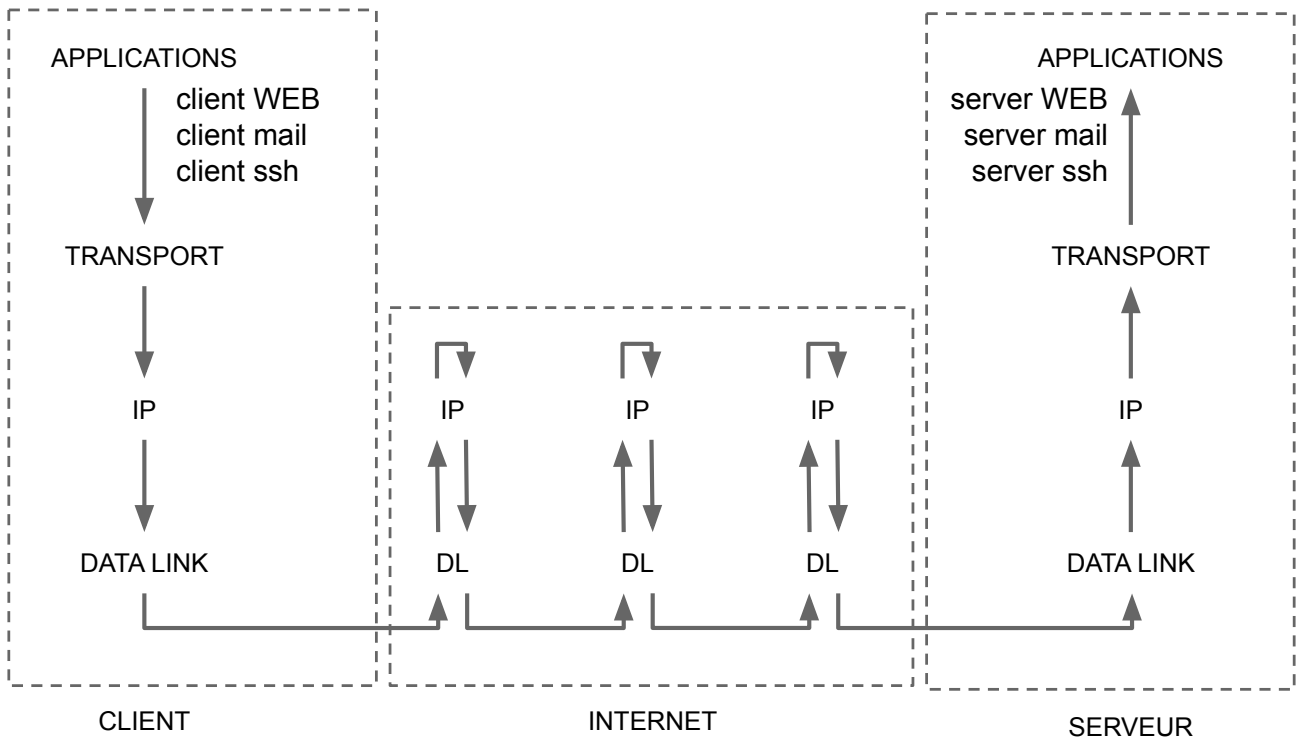 APPLICATIONS
client WEB
client mail
client ssh
TRANSPORT
IP
DATA LINK
CLIENT
IP
IP
IP
DL
DL
DL
INTERNET
APPLICATIONS
server WEB
server mail
server ssh
TRANSPORT
IP
DATA LINK
SERVEUR